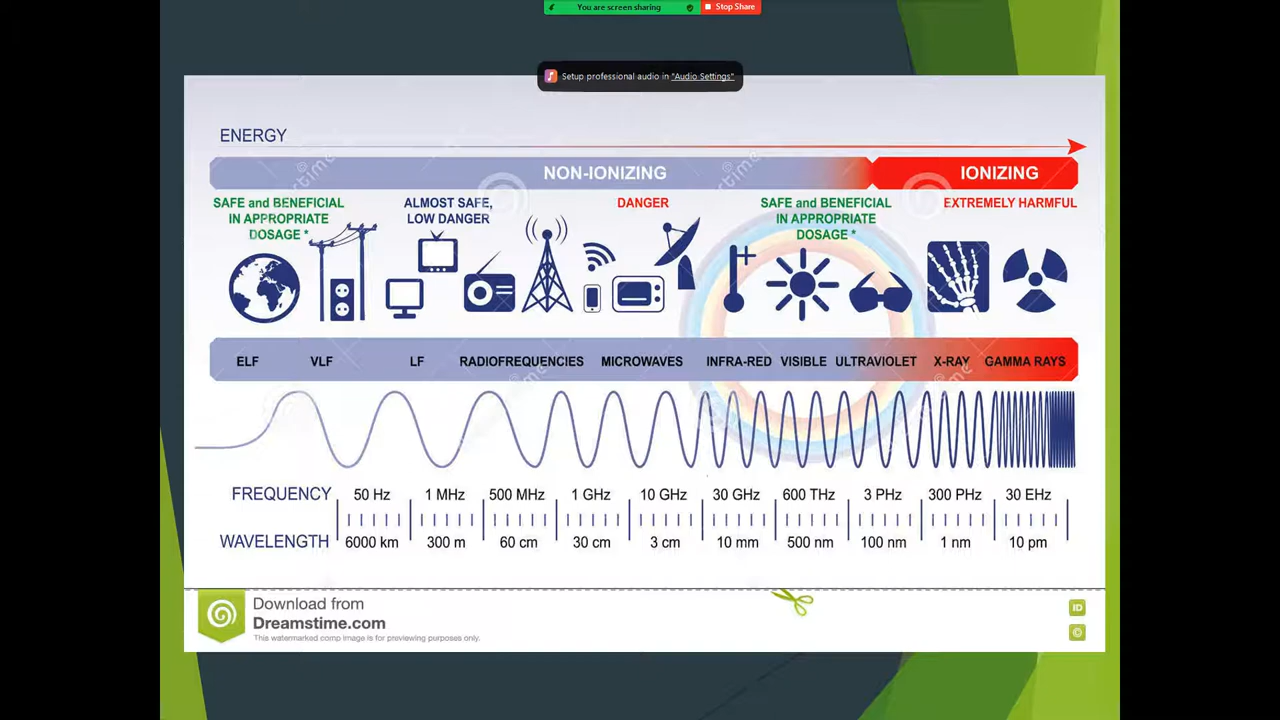 You are screen sharing
Stop Share
Setup professional audio in "Audio Settings"
ENERGY
NON-IONIZING
IONIZING
SAFE and BENEFICIAL
IN APPROPRIATE
DOSAGE *
ALMOST SAFE,
LOW DANGER
DANGER
SAFE and BENEFICIAL
IN APPROPRIATE
DOSAGE *
EXTREMELY HARMFUL
ELF VLF LF RADIOFREQUENCIES MICROWAVES INFRA-RED VISIBLE ULTRAVIOLET X-RAY GAMMA RAYS
FREQUENCY 50 Hz 1 MHz 500 MHz 1 GHz 10 GHz 30 GHz 600 THz 3 PHz 300 PHz 30 EHz
WAVELENGTH 6000 km 300 m 60 cm 30 cm 3 cm 10 mm 500 nm 100 nm 1 nm 10 pm
Download from
Dreamstime.com
This watermarked comp image is for previewing purposes only.
ID
©